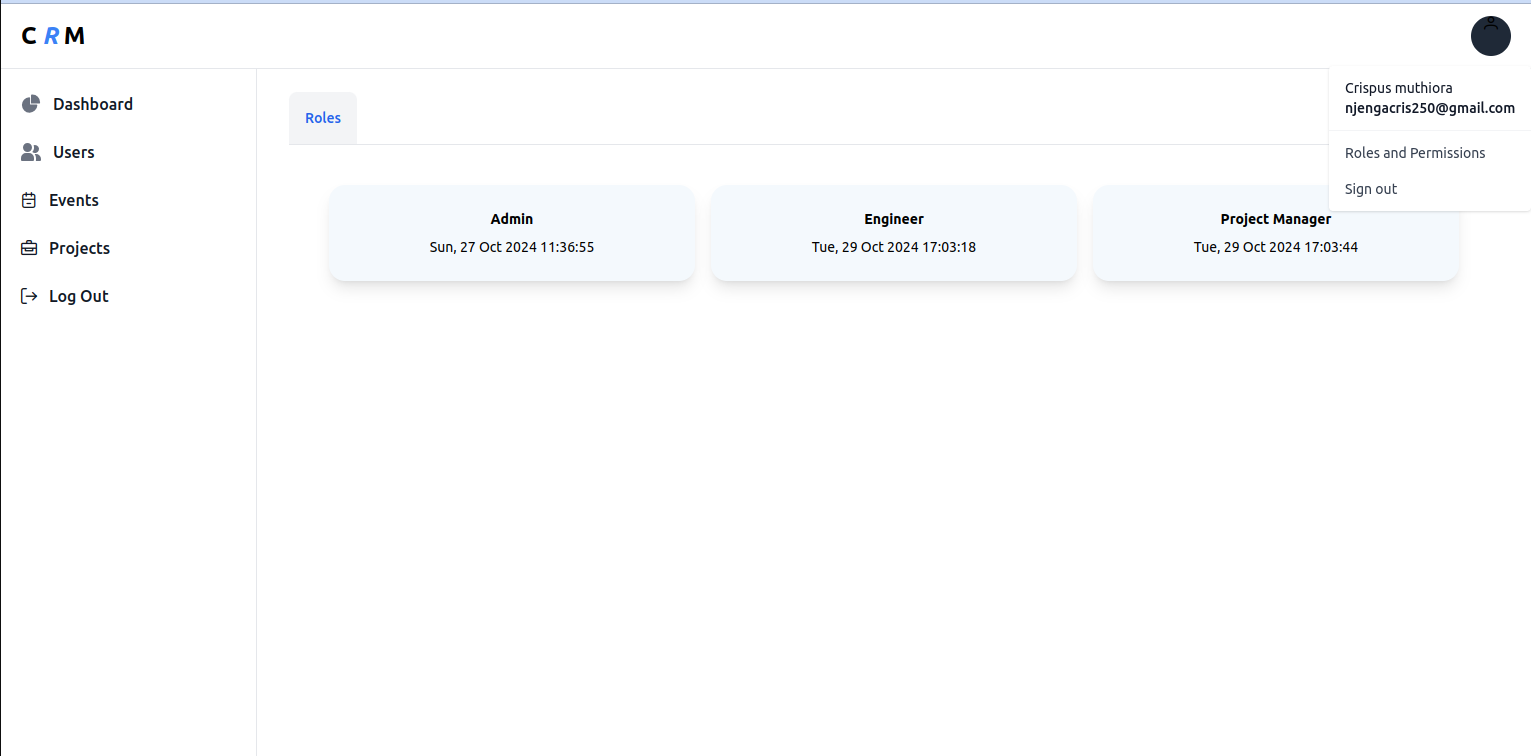 C R M
Crispus muthiora
njengacris250@gmail.com
Roles and Permissions
Sign out
Dashboard
Users
Events
Projects
Log Out
Roles
Admin
Sun, 27 Oct 2024 11:36:55
Engineer
Tue, 29 Oct 2024 17:03:18
Project Manager
Tue, 29 Oct 2024 17:03:44